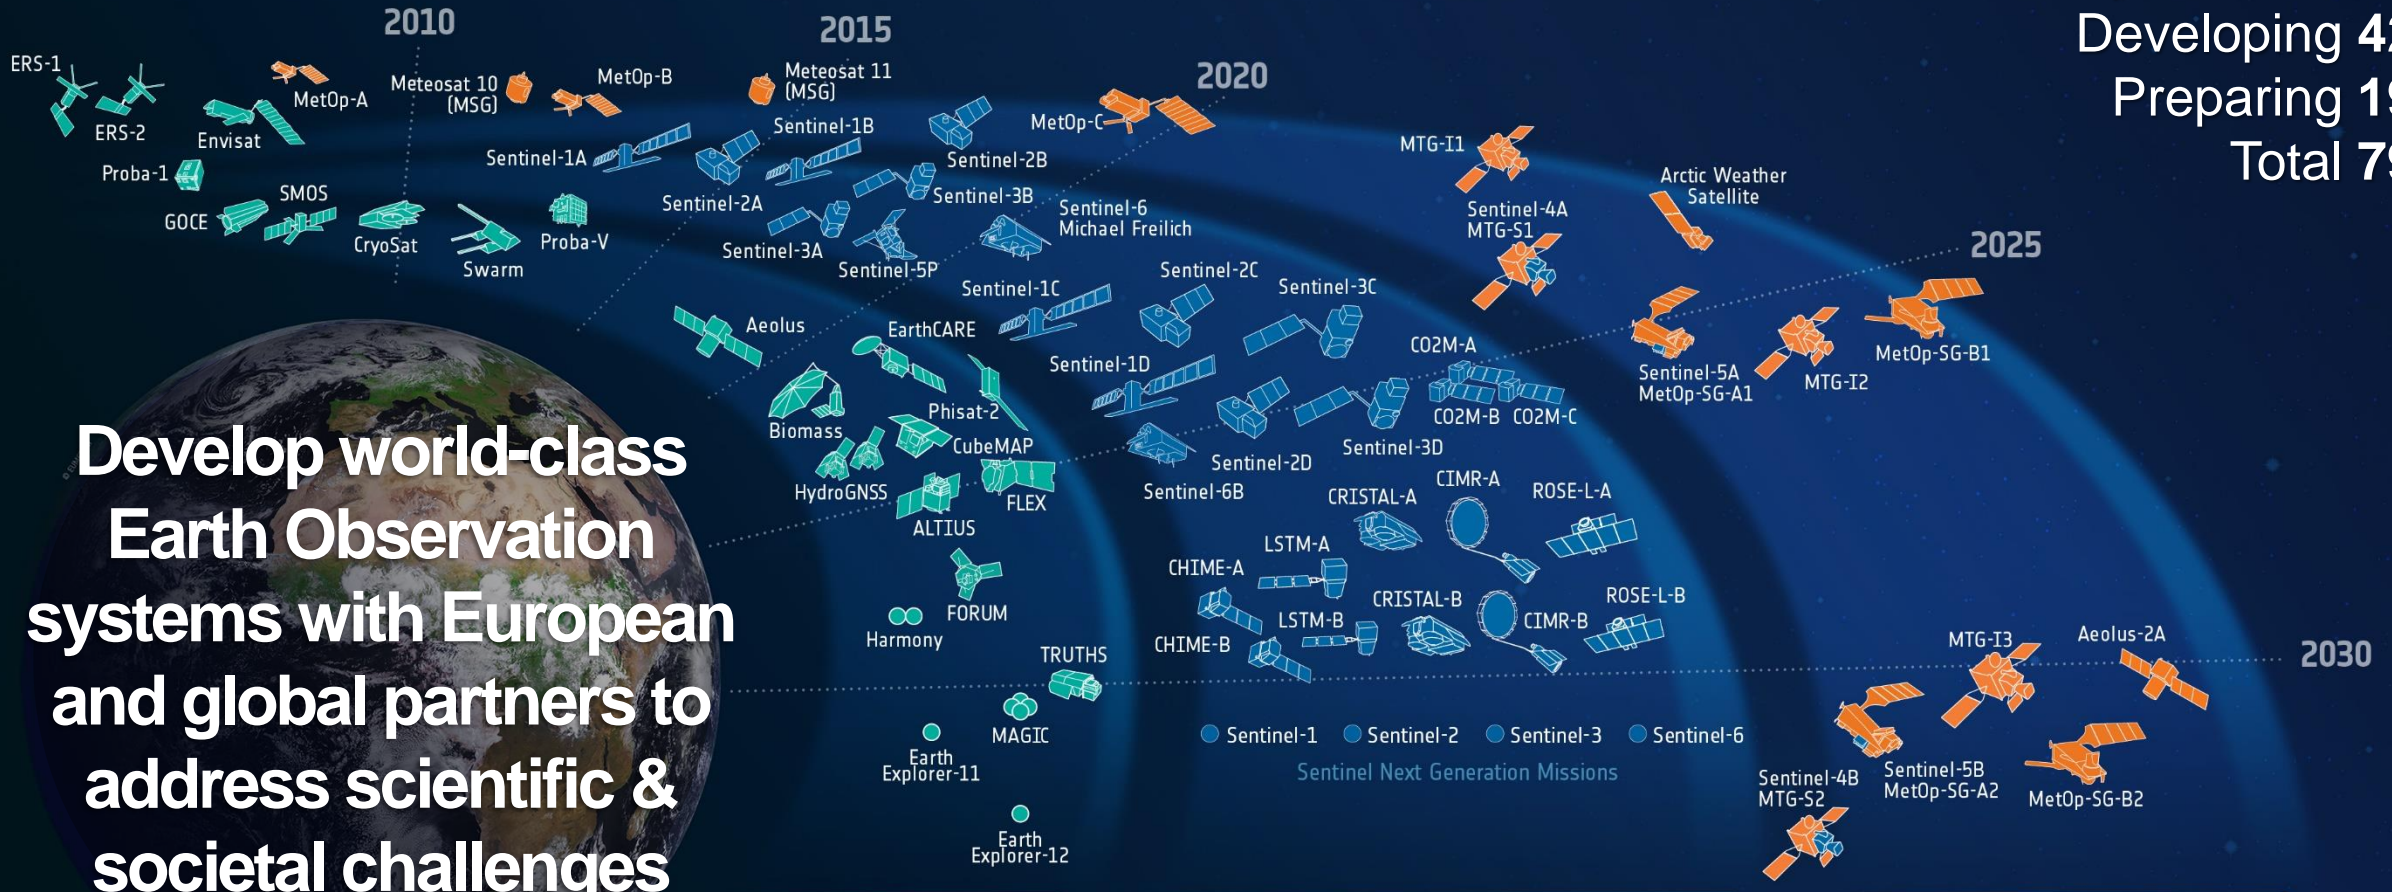 2010
2015
2020
2025
2030
Developing 42
Preparing 19
Total 79
ERS-1
ERS-2
MetOp-A
Envisat
Meteosat 10
(MSG)
MetOp-B
Meteosat 11
(MSG)
MetOp-C
Proba-1
GOCE
SMOS
CryoSat
Swarm
Proba-V
Sentinel-1A
Sentinel-1B
Sentinel-2A
Sentinel-2B
Sentinel-3A
Sentinel-3B
Sentinel-5P
Sentinel-6
Michael Freilich
MTG-I1
Sentinel-4A
MTG-S1
Arctic Weather
Satellite
Sentinel-1C
Sentinel-2C
Sentinel-3C
Aeolus
EarthCARE
Biomass
Phisat-2
CubeMAP
HydroGNSS
FLEX
ALTIUS
FORUM
Harmony
TRUTHS
MAGIC
Earth
Explorer-11
Earth
Explorer-12
Sentinel-1D
Sentinel-2D
Sentinel-3D
Sentinel-6B
CO2M-A
CO2M-B
CO2M-C
Sentinel-5A
MetOp-SG-A1
MTG-I2
MetOp-SG-B1
CRISTAL-A
CIMR-A
ROSE-L-A
LSTM-A
CHIME-A
CRISTAL-B
CIMR-B
ROSE-L-B
LSTM-B
CHIME-B
Sentinel-1
Sentinel-2
Sentinel-3
Sentinel-6
Sentinel Next Generation Missions
MTG-I3
Aeolus-2A
Sentinel-4B
MTG-S2
Sentinel-5B
MetOp-SG-A2
MetOp-SG-B2
Develop world-class
Earth Observation
systems with European
and global partners to
address scientific &
societal challenges